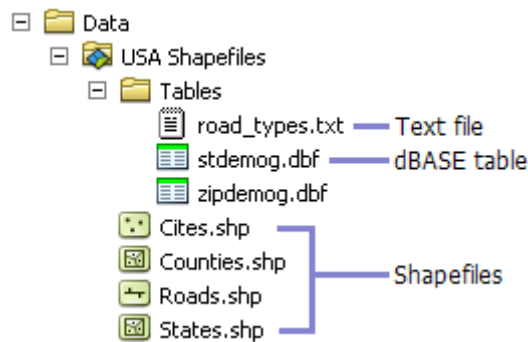 Data
USA Shapefiles
Tables
road_types.txt Text file
stdemog.dbf dBASE table
zipdemog.dbf
Cites.shp
Counties.shp
Shapefiles
Roads.shp
States.shp